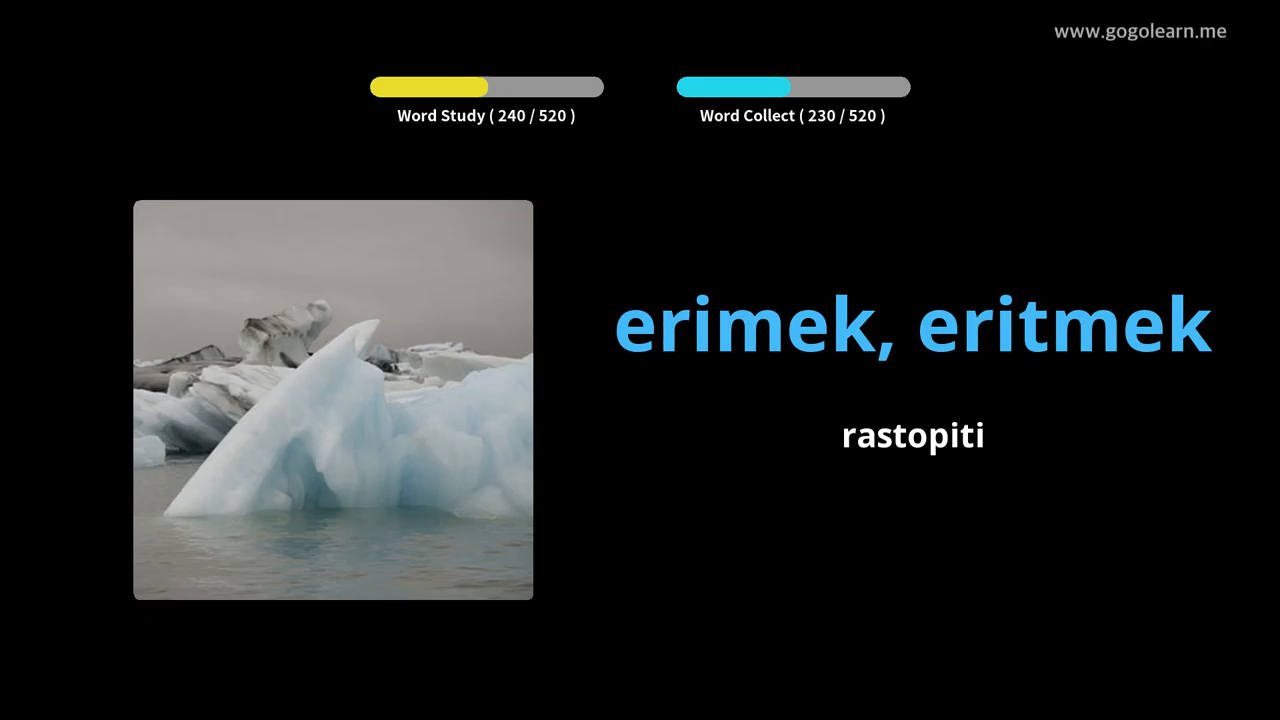 www.gogolearn.me
Word Study ( 240 / 520 )
Word Collect ( 230 / 520 )
erimek, eritmek
rastopiti